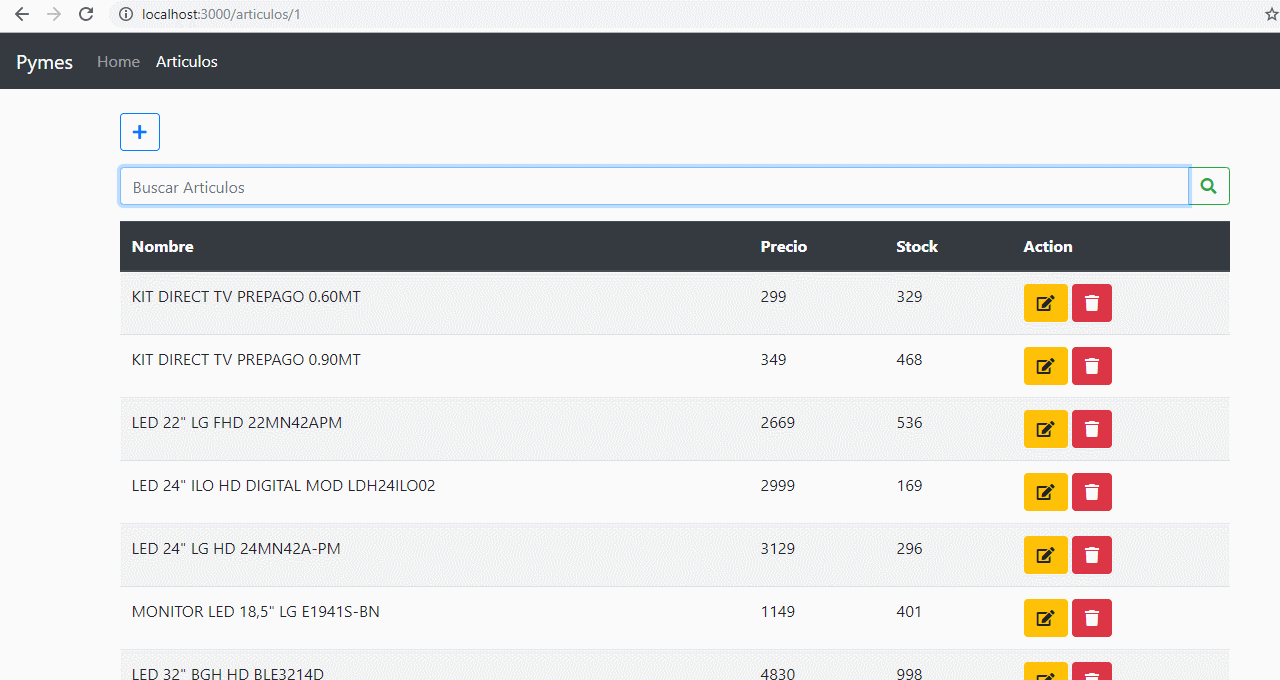 localhost:3000/articulos/1
Pymes Home Articulos
Buscar Articulos
Nombre Precio Stock Action
KIT DIRECT TV PREPAGO 0.60MT 299 329
KIT DIRECT TV PREPAGO 0.90MT 349 468
LED 22" LG FHD 22MN42APM 2669 536
LED 24" ILO HD DIGITAL MOD LDH24ILO02 2999 169
LED 24" LG HD 24MN42A-PM 3129 296
MONITOR LED 18,5" LG E1941S-BN 1149 401
LED 32" BGH HD BLE3214D 4830 998